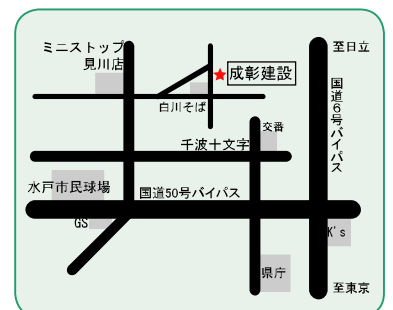 ミニストップ
見川店
至日立
成彰建設
国道6号バイパス
白川そば
交番
千波十文字
水戸市民球場
国道50号バイパス
GS
K's
県庁
至東京